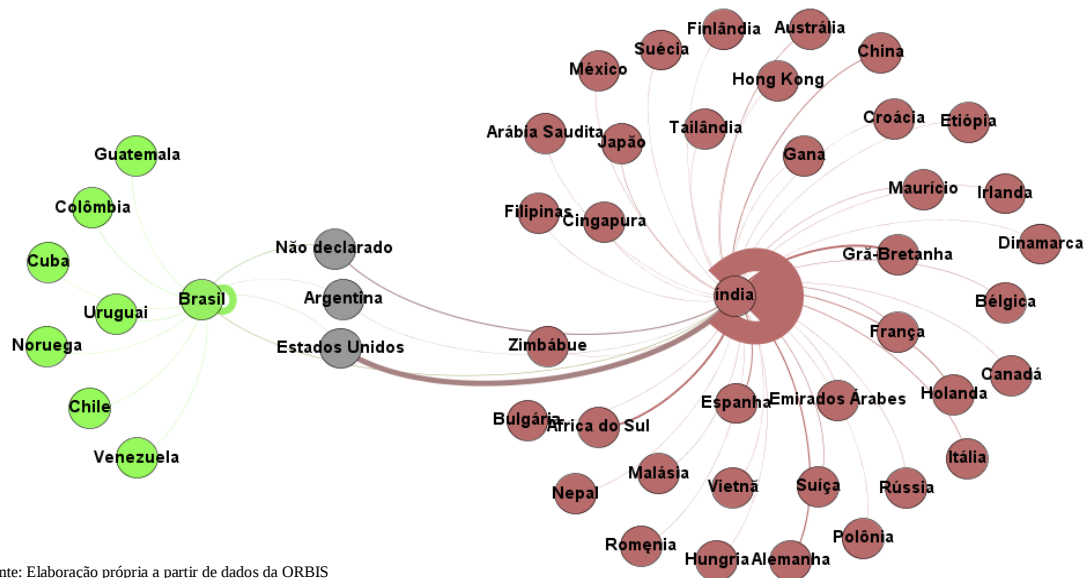 Guatemala
Colômbia
Cuba
Uruguai
Noruega
Chile
Venezuela
Brasil
Não declarado
Argentina
Estados Unidos
Finlândia
Austrália
Suécia
China
México
Hong Kong
Arábía Saudita
Japão
Tailândia
Croácia
Etiópia
Gana
Maurício
Irlanda
Filipinas
Cingapura
Dinamarca
Grã-Bretanha
índia
Bélgica
Zimbábue
França
Canadá
Holanda
Bulgária
África do Sul
Espanha
Emirados Árabes
Itália
Nepal
Malásia
Vietnã
Suíça
Rússia
Romęnia
Hungria
Alemanha
Polônia
nte: Elaboração própria a partir de dados da ORBIS